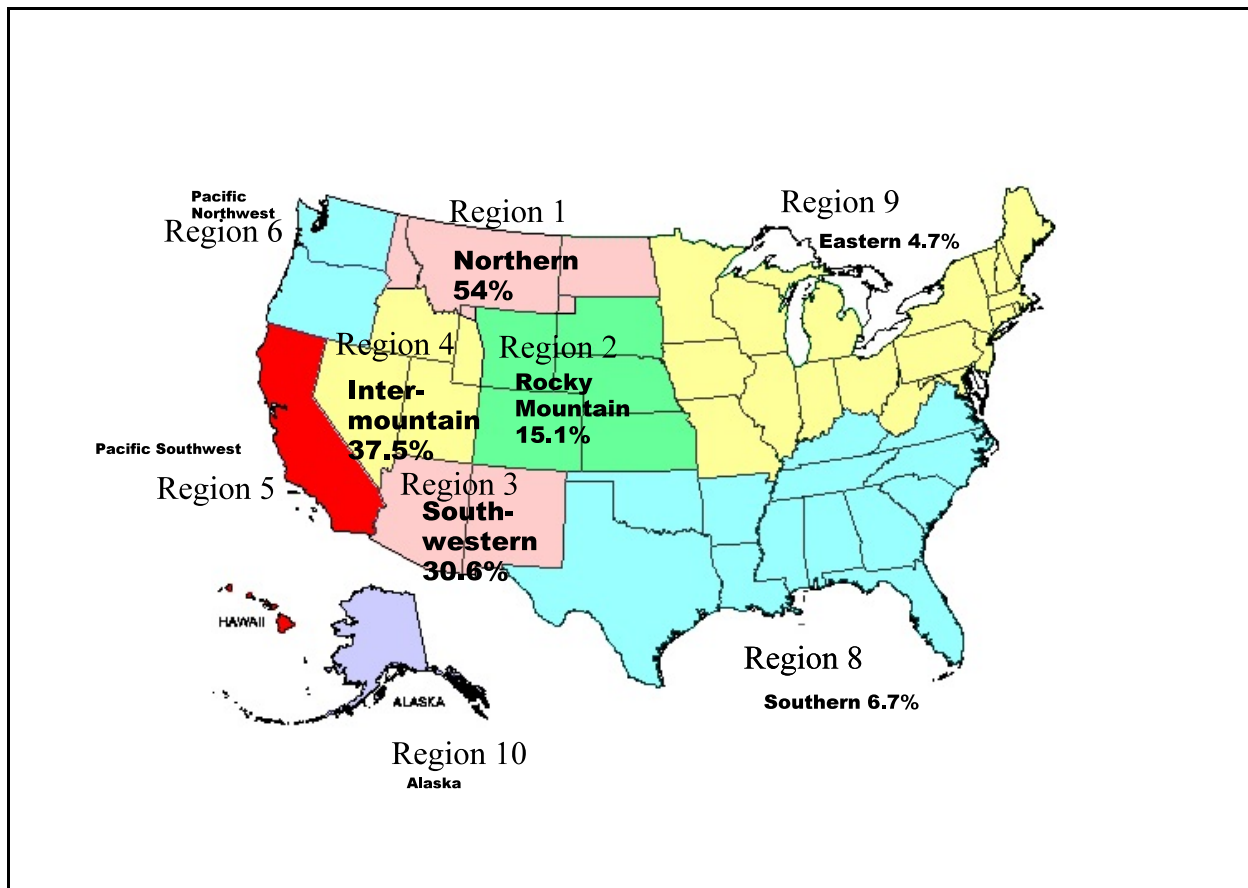 Pacific
Northwest
Region 6
Region 1
Northern
54%
Region 9
Eastern 4.7%
Region 4
Inter-
mountain
37.5%
Region 2
Rocky
Mountain
15.1%
Pacific Southwest
Region 5
Region 3
South-
western
30.6%
HAWAII
ALASKA
Region 8
Southern 6.7%
Region 10
Alaska